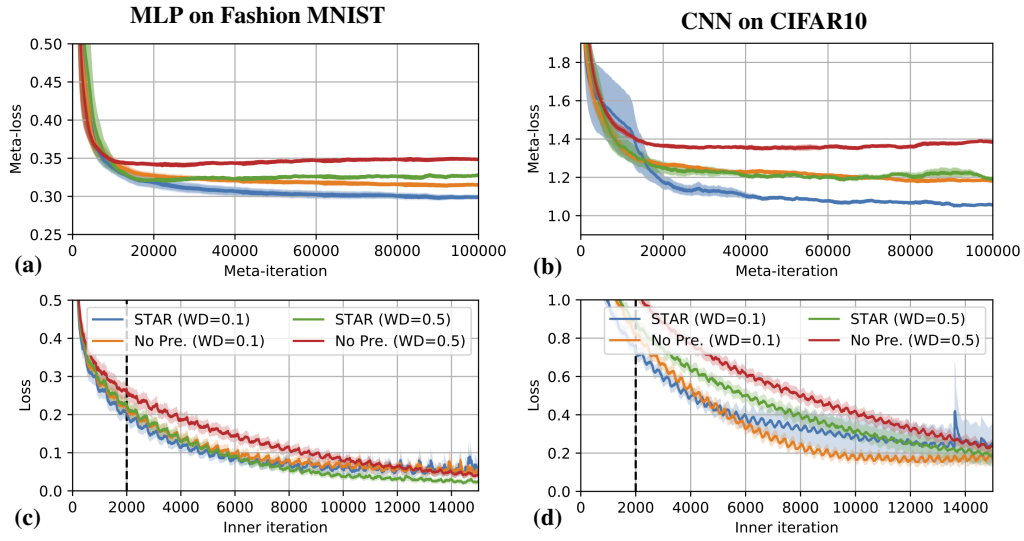 MLP on Fashion MNIST
CNN on CIFAR10
0.50
0.45
0.40
0.35
0.30
0.25
Meta-loss
0 20000 40000 60000 80000 100000
Meta-iteration
(a)
1.8
1.6
1.4
1.2
1.0
Meta-loss
0 20000 40000 60000 80000 100000
Meta-iteration
(b)
0.5
0.4
0.3
0.2
0.1
0.0
Loss
STAR (WD=0.1) STAR (WD=0.5)
No Pre. (WD=0.1) No Pre. (WD=0.5)
0 2000 4000 6000 8000 10000 12000 14000
Inner iteration
(c)
1.0
0.8
0.6
0.4
0.2
0.0
Loss
STAR (WD=0.1) STAR (WD=0.5)
No Pre. (WD=0.1) No Pre. (WD=0.5)
0 2000 4000 6000 8000 10000 12000 14000
Inner iteration
(d)